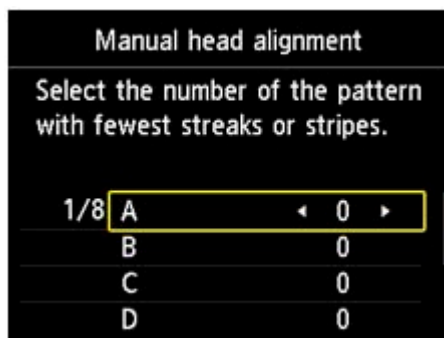 Manual head alignment
Select the number of the pattern
with fewest streaks or stripes.
1/8 A 0
B 0
C 0
D 0